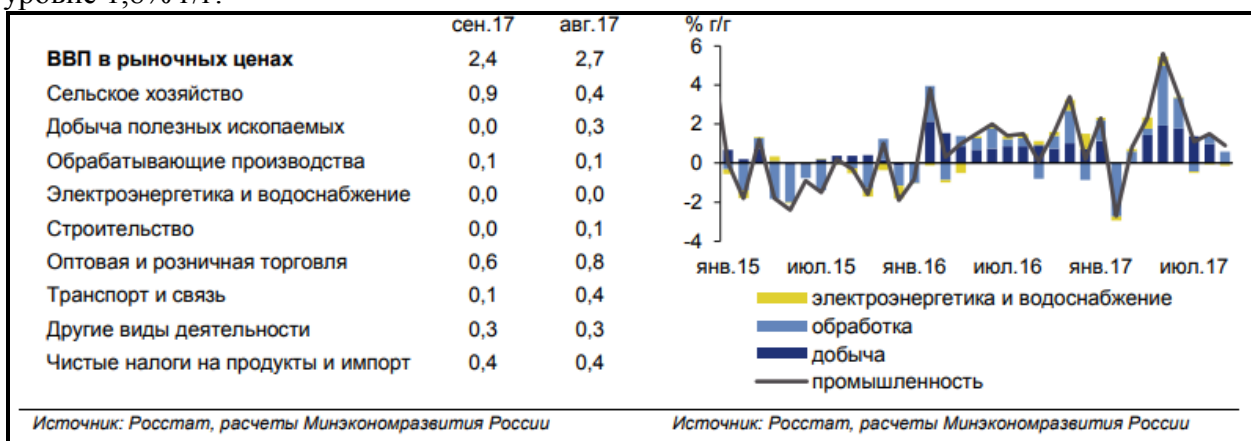 уровне 1,8% г/г.
сен.17 авг.17
ВВП в рыночных ценах 2,4 2,7
Сельское хозяйство 0,9 0,4
Добыча полезных ископаемых 0,0 0,3
Обрабатывающие производства 0,1 0,1
Электроэнергетика и водоснабжение 0,0 0,0
Строительство 0,0 0,1
Оптовая и розничная торговля 0,6 0,8
Транспорт и связь 0,1 0,4
Другие виды деятельности 0,3 0,3
Чистые налоги на продукты и импорт 0,4 0,4
Источник: Росстат, расчеты Минэкономразвития России
% г/г
6
4
2
0
-2
-4
янв.15 июл.15 янв.16 июл.16 янв.17 июл.17
электроэнергетика и водоснабжение
обработка
добыча
промышленность
Источник: Росстат, расчеты Минэкономразвития России